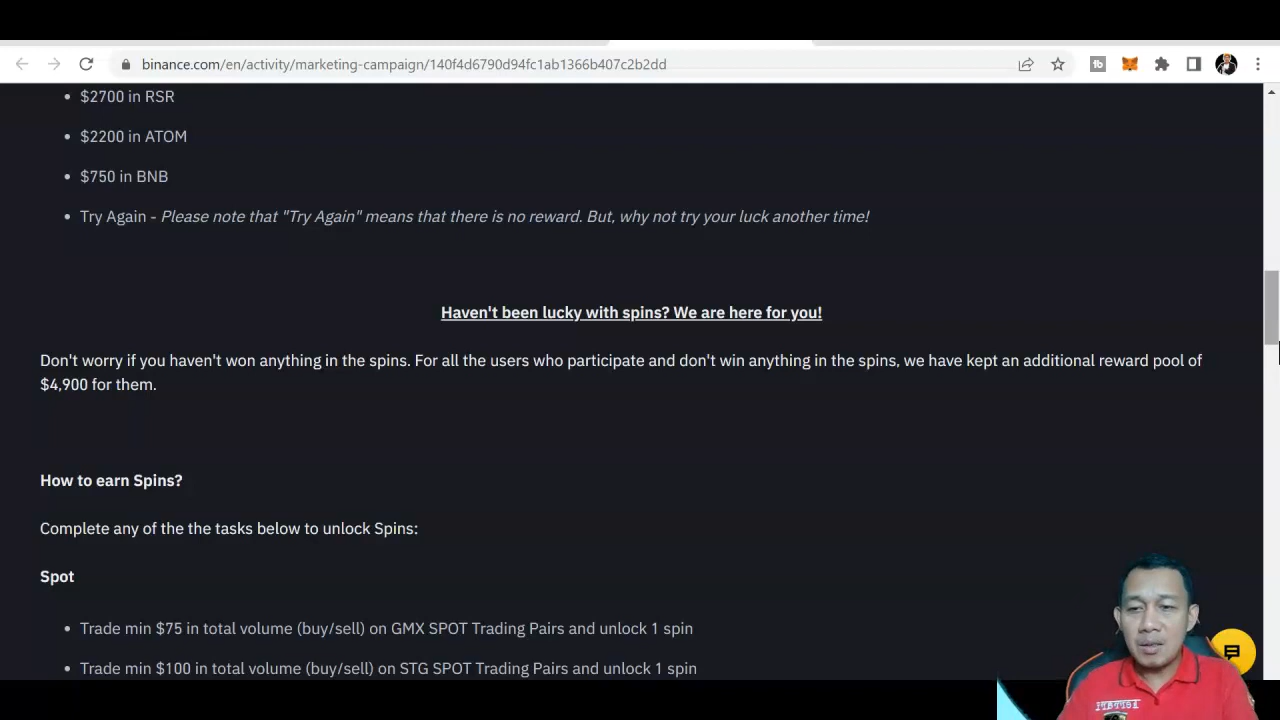 binance.com/en/activity/marketing-campaign/140f4d6790d94fc1ab1366b407c2b2dd
$2700 in RSR
$2200 in ATOM
$750 in BNB
Try Again - Please note that "Try Again" means that there is no reward. But, why not try your luck another time!
Haven't been lucky with spins? We are here for you!
Don't worry if you haven't won anything in the spins. For all the users who participate and don't win anything in the spins, we have kept an additional reward pool of
$4,900 for them.
How to earn Spins?
Complete any of the the tasks below to unlock Spins:
Spot
Trade min $75 in total volume (buy/sell) on GMX SPOT Trading Pairs and unlock 1 spin
Trade min $100 in total volume (buy/sell) on STG SPOT Trading Pairs and unlock 1 spin